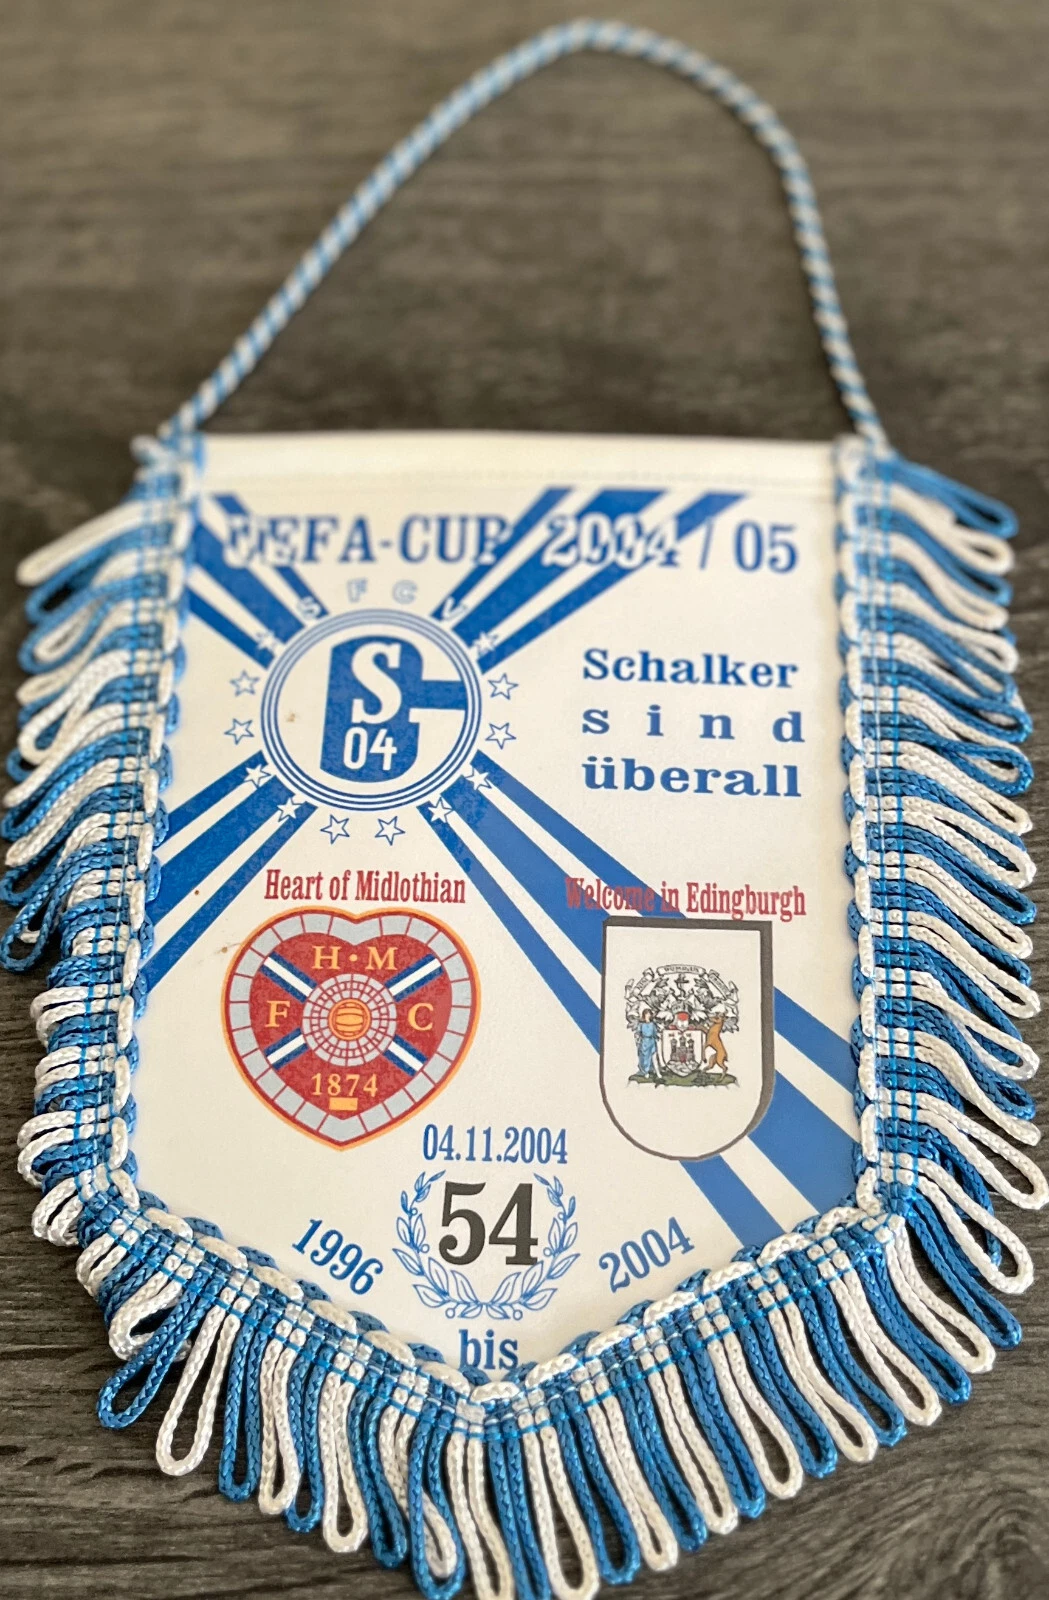 UEFA-CUP 2004 / 05
S F C V
S
04
Schalker
sind
überall
Heart of Midlothian
Welcome in Edingburgh
H · M
F C
1874
04.11.2004
54
1996 2004
bis